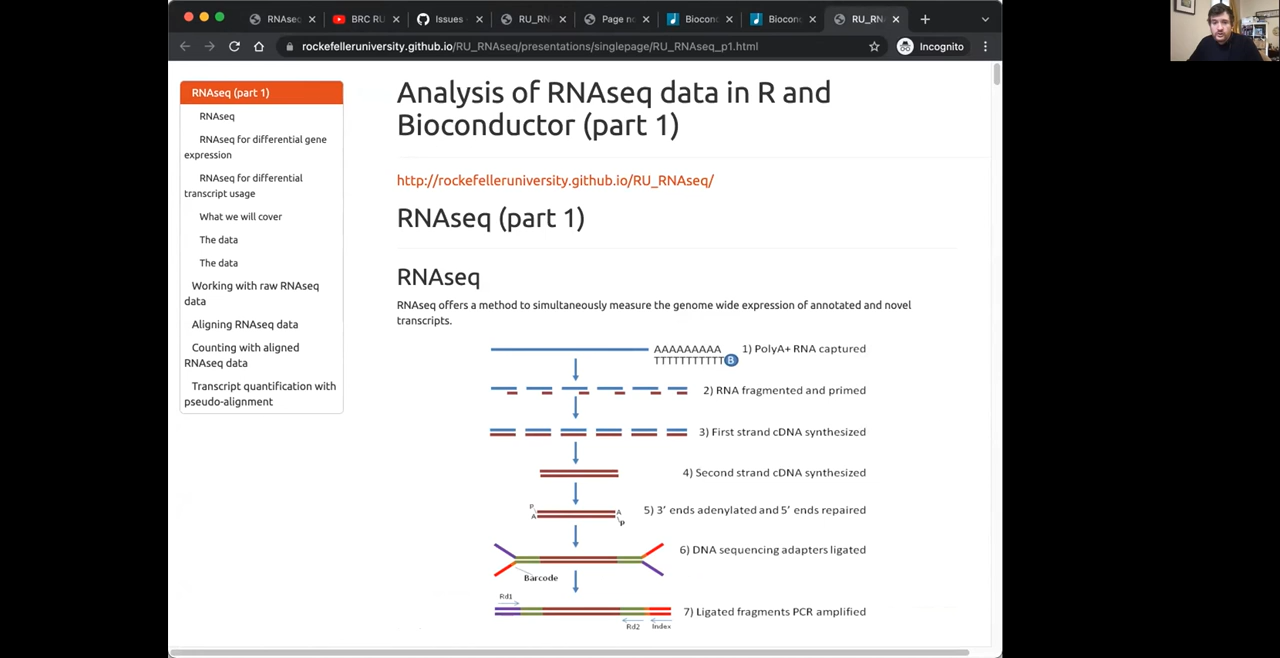 RNAseq
BRC RU
Issues
RU_RN
Page no
Biocond
Biocond
RU_RN
rockefelleruniversity.github.io/RU_RNAseq/presentations/singlepage/RU_RNAseq_p1.html
Incognito
RNAseq (part 1)
RNAseq
RNAseq for differential gene
expression
RNAseq for differential
transcript usage
What we will cover
The data
The data
Working with raw RNAseq
data
Aligning RNAseq data
Counting with aligned
RNAseq data
Transcript quantification with
pseudo-alignment
Analysis of RNAseq data in R and
Bioconductor (part 1)
http://rockefelleruniversity.github.io/RU_RNAseq/
RNAseq (part 1)
RNAseq
RNAseq offers a method to simultaneously measure the genome wide expression of annotated and novel
transcripts.
AAAAAAAAA 1) PolyA+ RNA captured
TTTTTTTTTTT B
2) RNA fragmented and primed
3) First strand cDNA synthesized
4) Second strand cDNA synthesized
P A 5) 3′ ends adenylated and 5′ ends repaired
A p
6) DNA sequencing adapters ligated
Barcode
Rd1
7) Ligated fragments PCR amplified
Rd2 Index